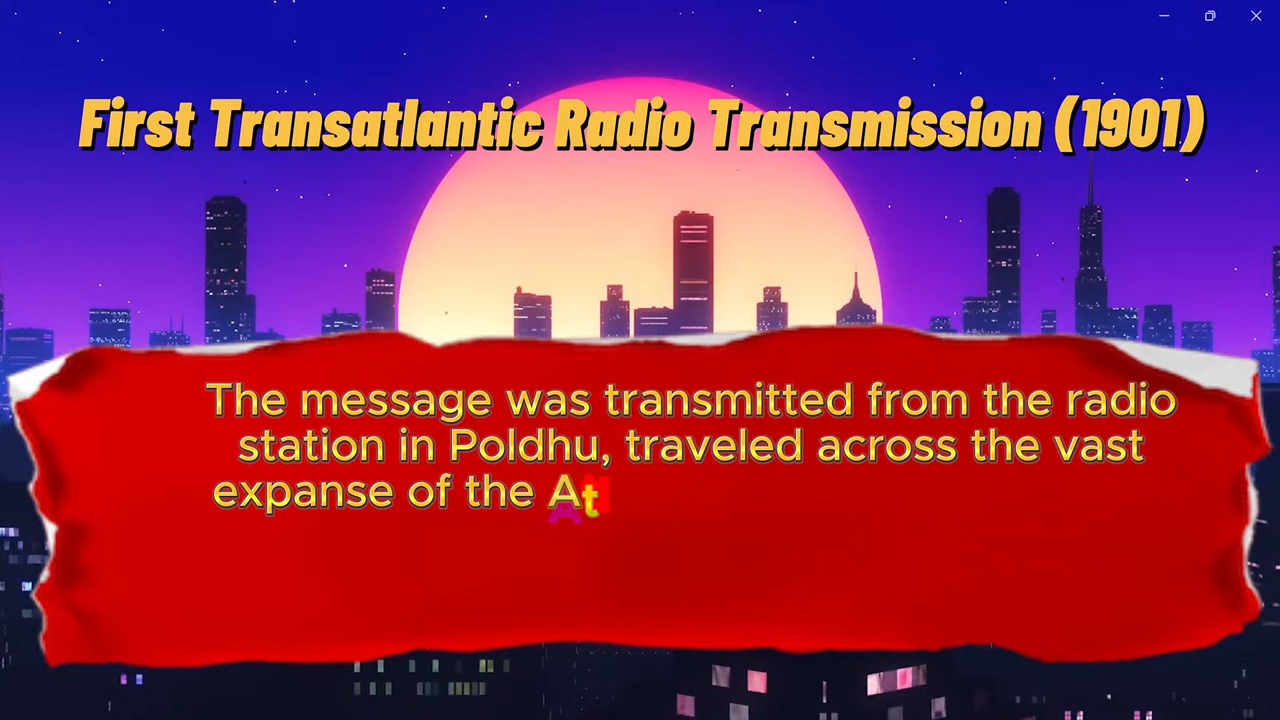 First Transatlantic Radio Transmission (1901)
The message was transmitted from the radio
station in Poldhu, traveled across the vast
expanse of the At